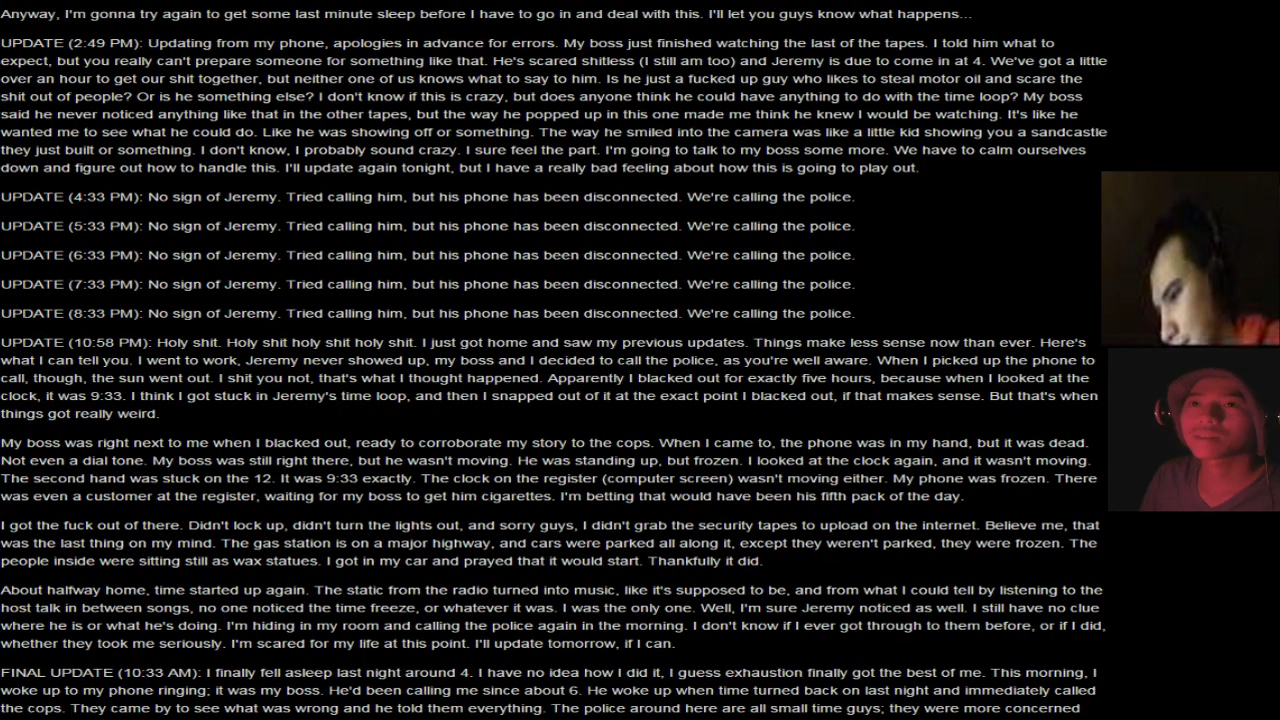 Anyway, I'm gonna try again to get some last minute sleep before I have to go in and deal with this. I'll let you guys know what happens...
UPDATE (2:49 PM): Updating from my phone, apologies in advance for errors. My boss just finished watching the last of the tapes. I told him what to
expect, but you really can't prepare someone for something like that. He's scared shitless (I still am too) and Jeremy is due to come in at 4. We've got a little
over an hour to get our shit together, but neither one of us knows what to say to him. Is he just a fucked up guy who likes to steal motor oil and scare the
shit out of people? Or is he something else? I don't know if this is crazy, but does anyone think he could have anything to do with the time loop? My boss
said he never noticed anything like that in the other tapes, but the way he popped up in this one made me think he knew I would be watching. It's like he
wanted me to see what he could do. Like he was showing off or something. The way he smiled into the camera was like a little kid showing you a sandcastle
they just built or something. I don't know, I probably sound crazy. I sure feel the part. I'm going to talk to my boss some more. We have to calm ourselves
down and figure out how to handle this. I'll update again tonight, but I have a really bad feeling about how this is going to play out.
UPDATE (4:33 PM): No sign of Jeremy. Tried calling him, but his phone has been disconnected. We're calling the police.
UPDATE (5:33 PM): No sign of Jeremy. Tried calling him, but his phone has been disconnected. We're calling the police.
UPDATE (6:33 PM): No sign of Jeremy. Tried calling him, but his phone has been disconnected. We're calling the police.
UPDATE (7:33 PM): No sign of Jeremy. Tried calling him, but his phone has been disconnected. We're calling the police.
UPDATE (8:33 PM): No sign of Jeremy. Tried calling him, but his phone has been disconnected. We're calling the police.
UPDATE (10:58 PM): Holy shit. Holy shit holy shit holy shit. I just got home and saw my previous updates. Things make less sense now than ever. Here's
what I can tell you. I went to work, Jeremy never showed up, my boss and I decided to call the police, as you're well aware. When I picked up the phone to
call, though, the sun went out. I shit you not, that's what I thought happened. Apparently I blacked out for exactly five hours, because when I looked at the
clock, it was 9:33. I think I got stuck in Jeremy's time loop, and then I snapped out of it at the exact point I blacked out, if that makes sense. But that's when
things got really weird.
My boss was right next to me when I blacked out, ready to corroborate my story to the cops. When I came to, the phone was in my hand, but it was dead.
Not even a dial tone. My boss was still right there, but he wasn't moving. He was standing up, but frozen. I looked at the clock again, and it wasn't moving.
The second hand was stuck on the 12. It was 9:33 exactly. The clock on the register (computer screen) wasn't moving either. My phone was frozen. There
was even a customer at the register, waiting for my boss to get him cigarettes. I'm betting that would have been his fifth pack of the day.
I got the fuck out of there. Didn't lock up, didn't turn the lights out, and sorry guys, I didn't grab the security tapes to upload on the internet. Believe me, that
was the last thing on my mind. The gas station is on a major highway, and cars were parked all along it, except they weren't parked, they were frozen. The
people inside were sitting still as wax statues. I got in my car and prayed that it would start. Thankfully it did.
About halfway home, time started up again. The static from the radio turned into music, like it's supposed to be, and from what I could tell by listening to the
host talk in between songs, no one noticed the time freeze, or whatever it was. I was the only one. Well, I'm sure Jeremy noticed as well. I still have no clue
where he is or what he's doing. I'm hiding in my room and calling the police again in the morning. I don't know if I ever got through to them before, or if I did,
whether they took me seriously. I'm scared for my life at this point. I'll update tomorrow, if I can.
FINAL UPDATE (10:33 AM): I finally fell asleep last night around 4. I have no idea how I did it, I guess exhaustion finally got the best of me. This morning, I
woke up to my phone ringing; it was my boss. He'd been calling me since about 6. He woke up when time turned back on last night and immediately called
the cops. They came by to see what was wrong and he told them everything. The police around here are all small time guys; they were more concerned